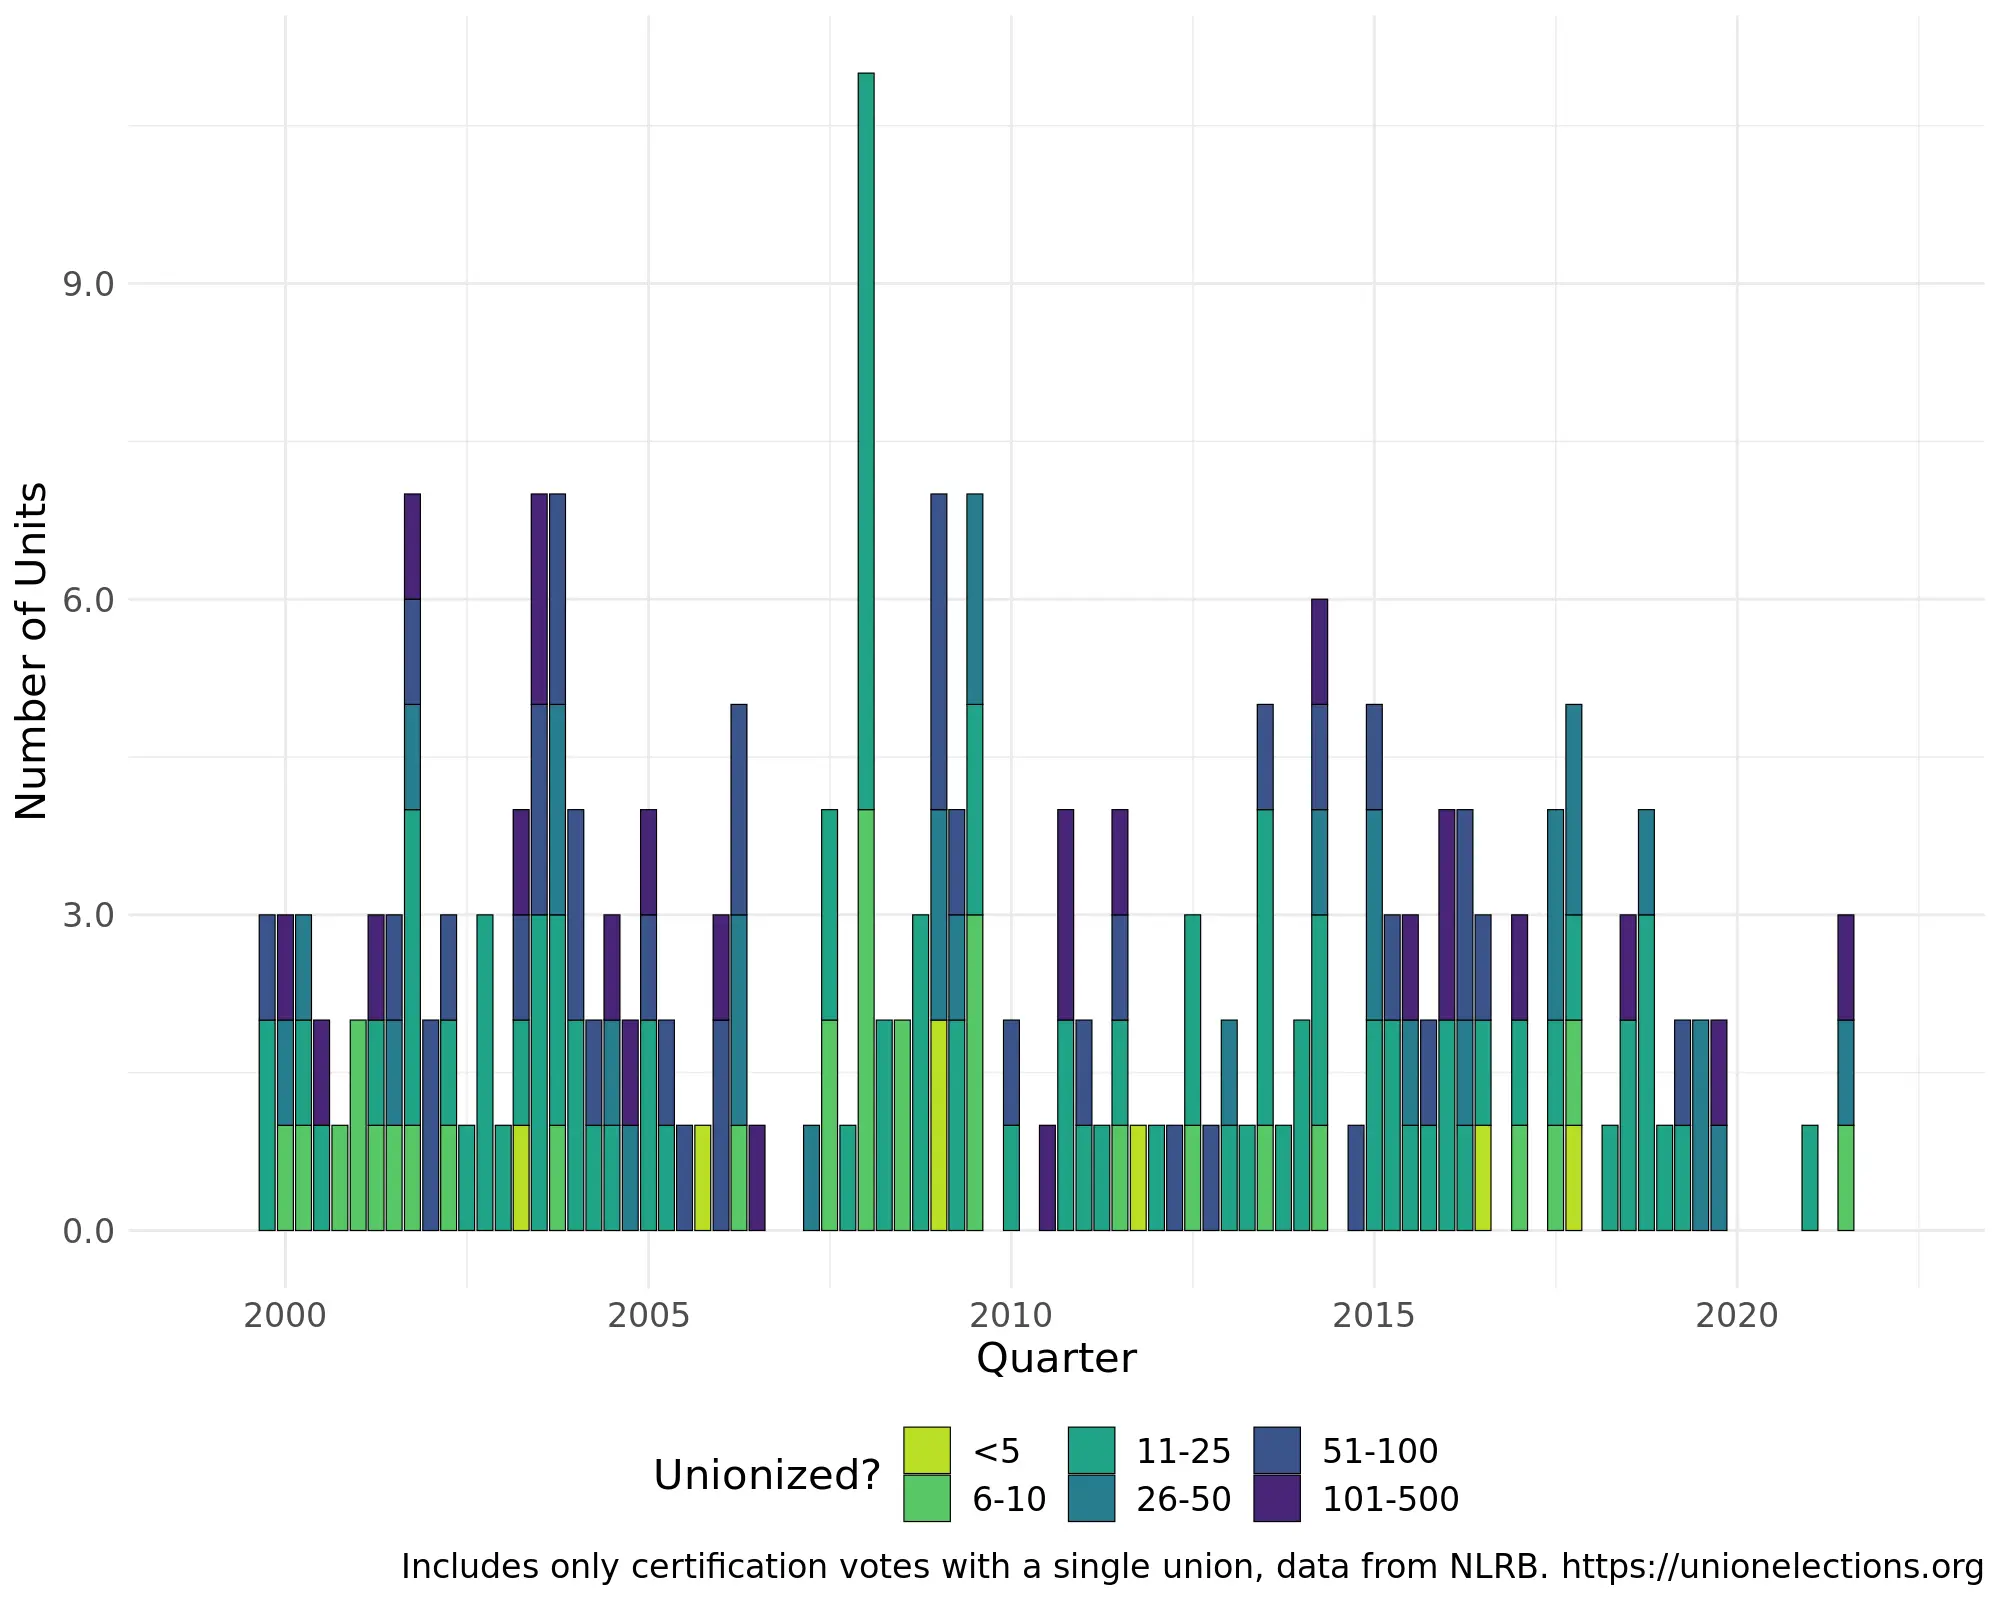 9.0
6.0
3.0
0.0
Number of Units
2000 2005 2010 2015 2020
Quarter
Unionized?
<5 11-25 51-100
6-10 26-50 101-500
Includes only certification votes with a single union, data from NLRB. https://unionelections.org